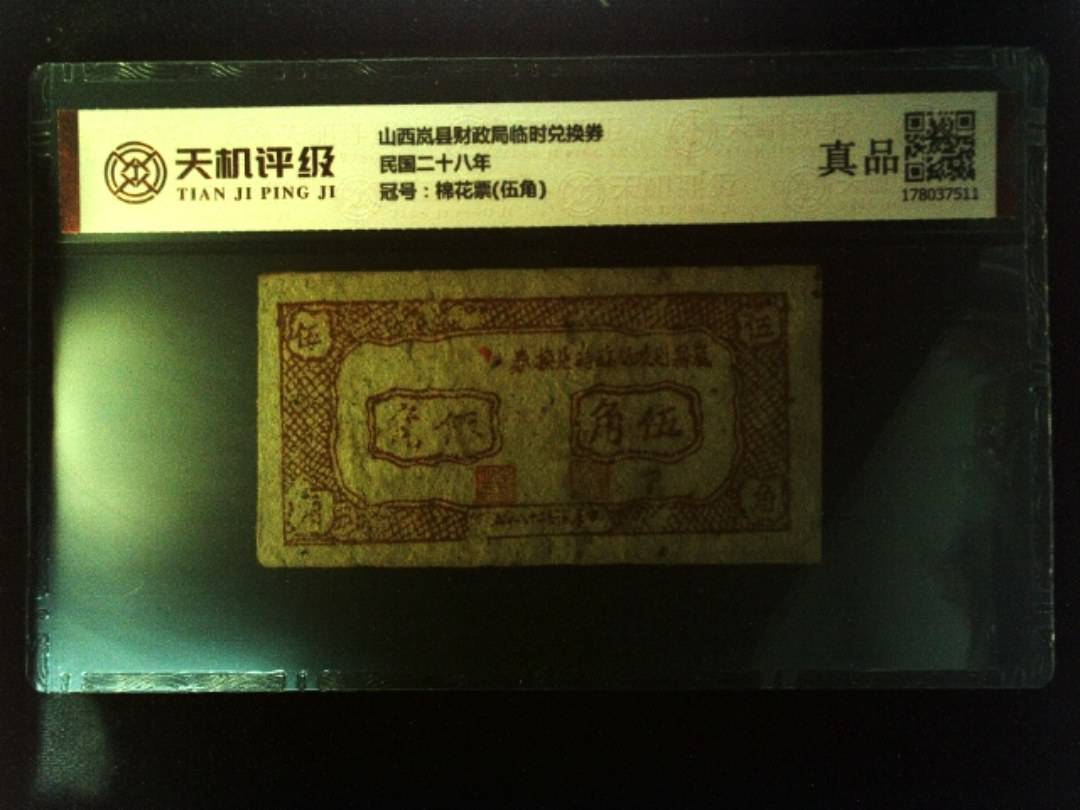 天机评级
TIAN JI PING JI
山西岚县财政局临时兑换券
民国二十八年
冠号：棉花票(伍角)
真品
178037511
伍
伍
角伍
角
角